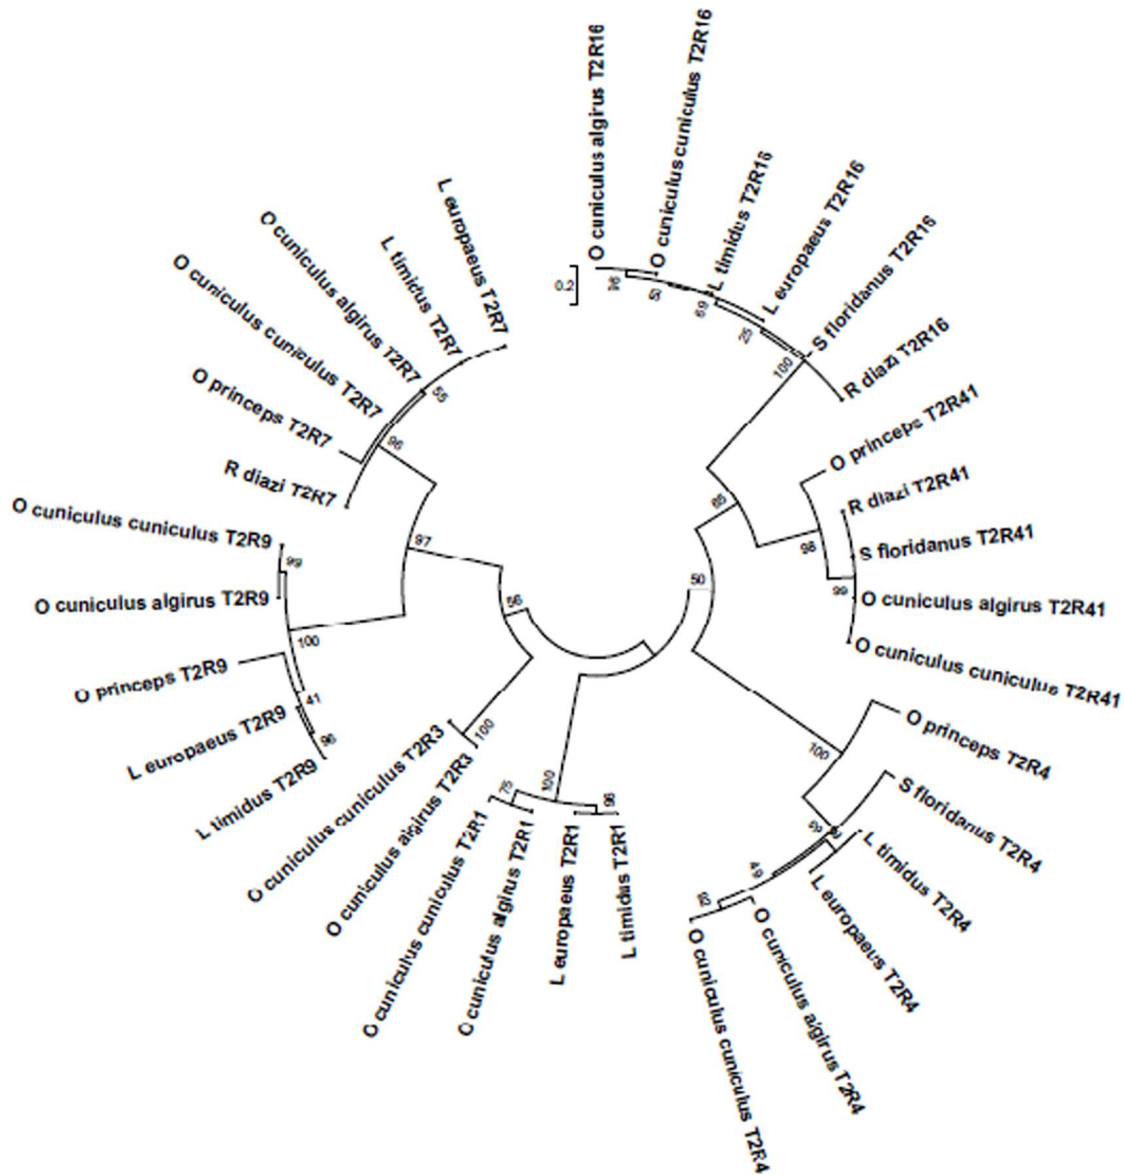 O cuniculus algirus T2R16
O cuniculus cuniculus T2R16
L timidus T2R16
L europaeus T2R16
S floridanus T2R16
R diazi T2R16
O princeps T2R41
R diazi T2R41
S floridanus T2R41
O cuniculus algirus T2R41
O cuniculus cuniculus T2R41
O princeps T2R4
S floridanus T2R4
L timidus T2R4
L europaeus T2R4
O cuniculus algirus T2R4
O cuniculus cuniculus T2R4
L timidus T2R1
L europaeus T2R1
O cuniculus algirus T2R1
O cuniculus cuniculus T2R1
O cuniculus algirus T2R3
O cuniculus cuniculus T2R3
L timidus T2R9
L europaeus T2R9
O princeps T2R9
O cuniculus algirus T2R9
O cuniculus cuniculus T2R9
R diazi T2R7
O princeps T2R7
O cuniculus cuniculus T2R7
O cuniculus algirus T2R7
L timidus T2R7
L europaeus T2R7
0.2
69
25
100
98
99
50
100
49
92
96
100
75
100
56
97
96
55
99
100
41
96